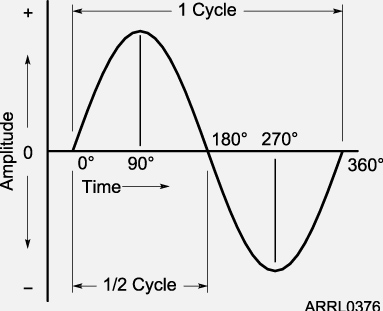 +
1 Cycle
Amplitude
0
0°
90°
180°
270°
360°
Time
–
1/2 Cycle
ARRL0376